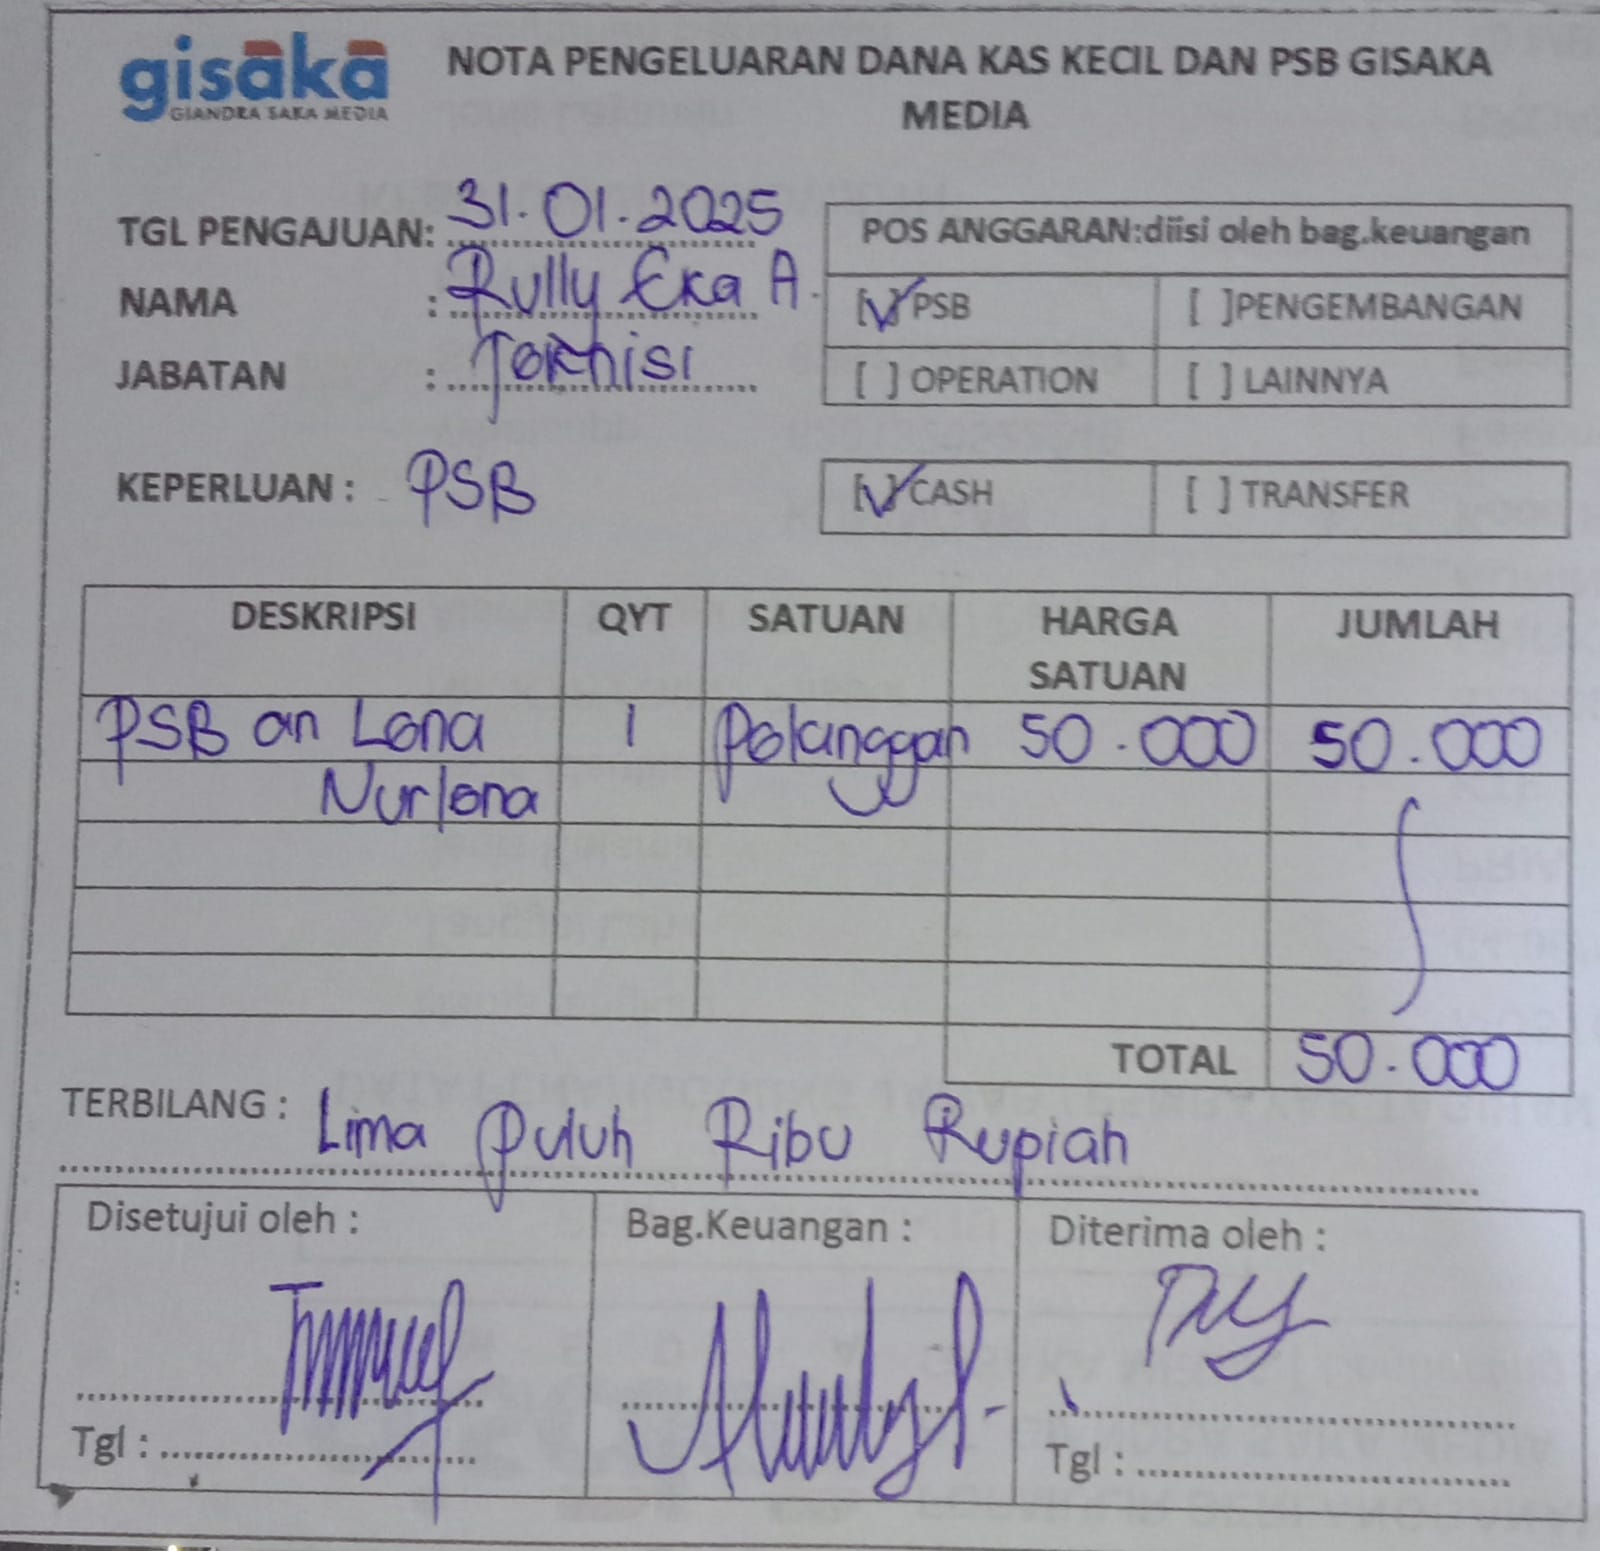 gisaka
GIANDRA SAKA MEDIA
NOTA PENGELUARAN DANA KAS KECIL DAN PSB GISAKA
MEDIA
TGL PENGAJUAN: 31.01.2025
NAMA : Rully Eka A.
JABATAN : Teknisi
POS ANGGARAN:diisi oleh bag.keuangan
[✓] PSB [ ]PENGEMBANGAN
[ ] OPERATION [ ] LAINNYA
KEPERLUAN : PSB
[✓] CASH [ ] TRANSFER
DESKRIPSI QYT SATUAN HARGA SATUAN JUMLAH
PSB an Lena 1 Pelanggan 50.000 50.000
Nurlena
TOTAL 50.000
TERBILANG : Lima Puluh Ribu Rupiah
Disetujui oleh : Bag.Keuangan : Diterima oleh :
Tgl : Tgl :